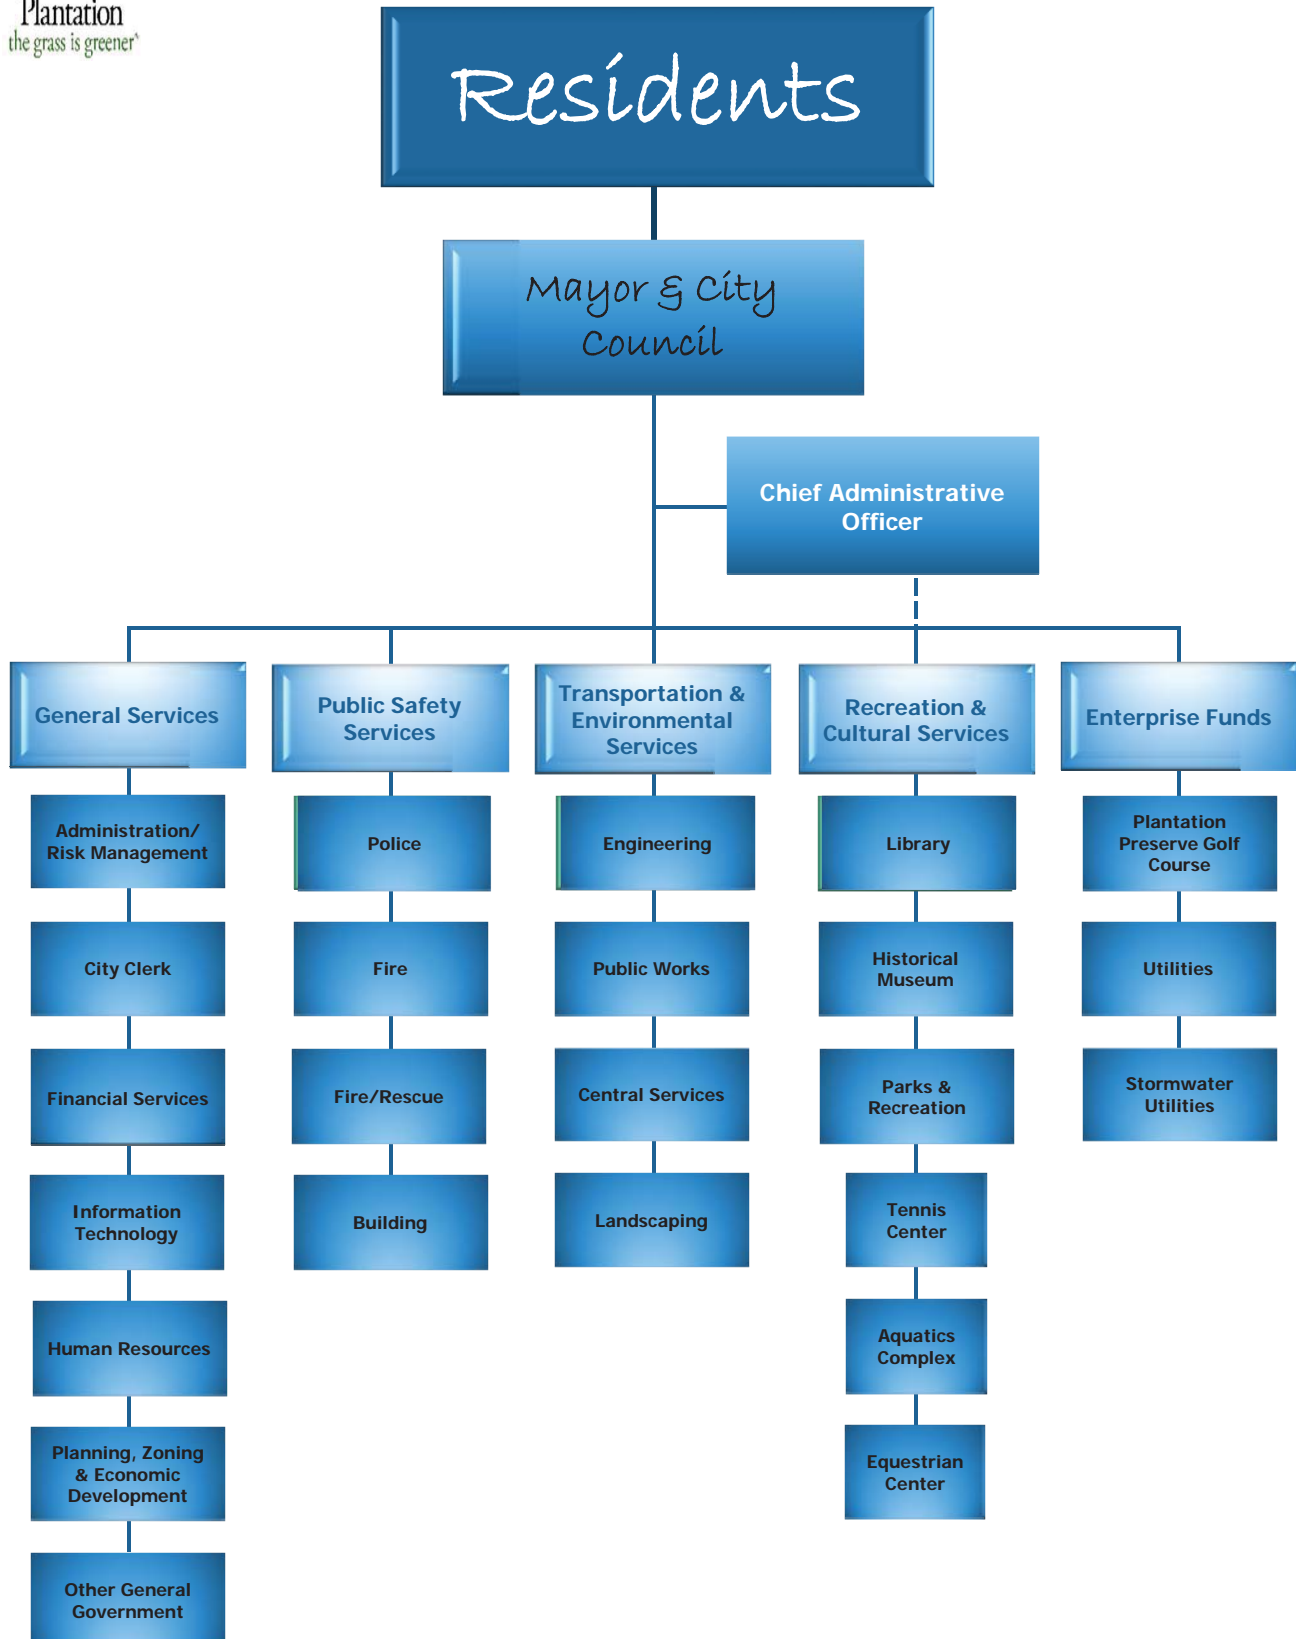 Plantation
the grass is greener
Residents
Mayor & City
Council
Chief Administrative
Officer
General Services
Public Safety
Services
Transportation &
Environmental
Services
Recreation &
Cultural Services
Enterprise Funds
Administration/
Risk Management
City Clerk
Financial Services
Information
Technology
Human Resources
Planning, Zoning
& Economic
Development
Other General
Government
Police
Fire
Fire/Rescue
Building
Engineering
Public Works
Central Services
Landscaping
Library
Historical
Museum
Parks &
Recreation
Tennis
Center
Aquatics
Complex
Equestrian
Center
Plantation
Preserve Golf
Course
Utilities
Stormwater
Utilities